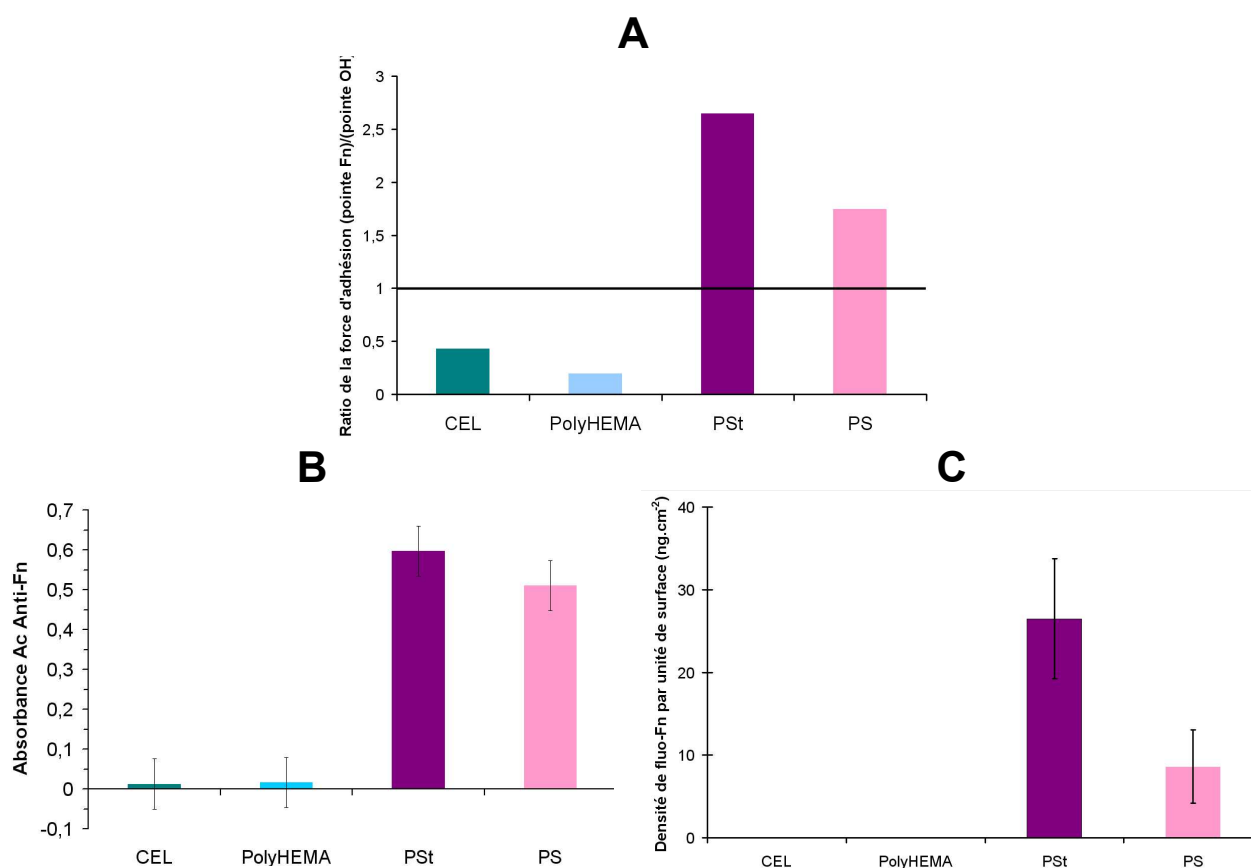 A
Ratio de la force d'adhésion (pointe Fn)/(pointe OH)
3
2,5
2
1,5
1
0,5
0
CEL PolyHEMA PSt PS
B
Absorbance Ac Anti-Fn
0,7
0,6
0,5
0,4
0,3
0,2
0,1
0
-0,1
CEL PolyHEMA PSt PS
C
Densité de fluo-Fn par unité de surface (ng.cm⁻²)
40
30
20
10
0
CEL PolyHEMA PSt PS